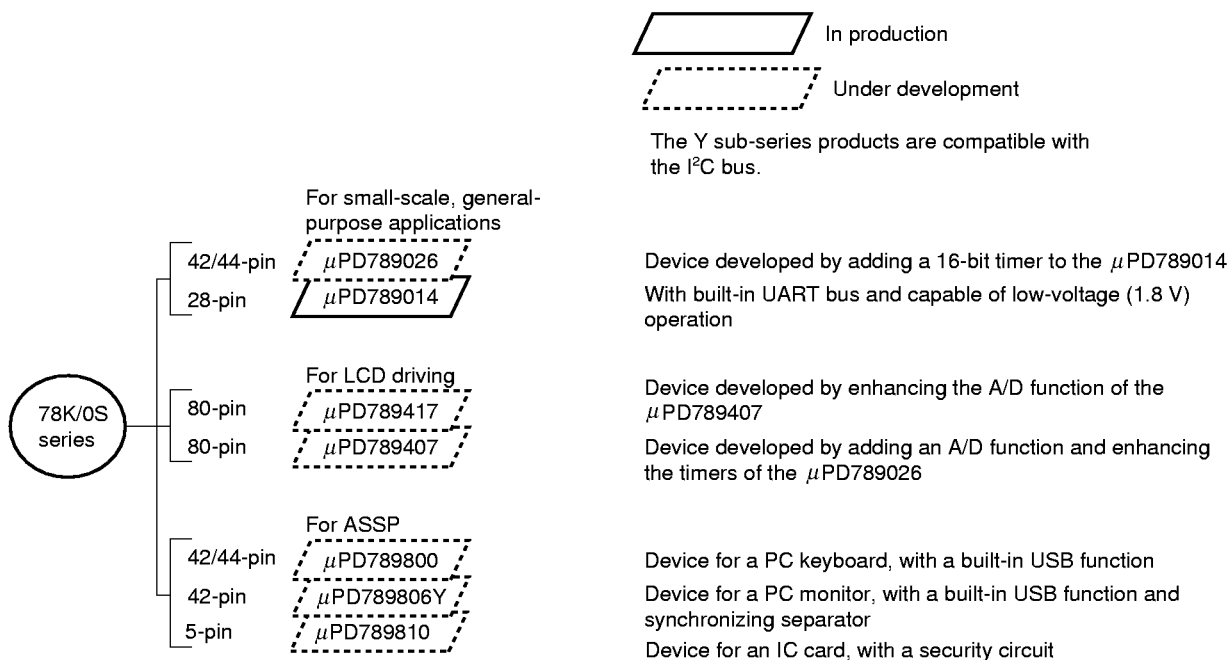 In production
Under development
The Y sub-series products are compatible with
the I²C bus.
For small-scale, general-
purpose applications
42/44-pin μPD789026 Device developed by adding a 16-bit timer to the μPD789014
28-pin μPD789014 With built-in UART bus and capable of low-voltage (1.8 V)
operation
For LCD driving
80-pin μPD789417 Device developed by enhancing the A/D function of the
μPD789407
78K/0S
series
80-pin μPD789407 Device developed by adding an A/D function and enhancing
the timers of the μPD789026
For ASSP
42/44-pin μPD789800 Device for a PC keyboard, with a built-in USB function
42-pin μPD789806Y Device for a PC monitor, with a built-in USB function and
synchronizing separator
5-pin μPD789810 Device for an IC card, with a security circuit